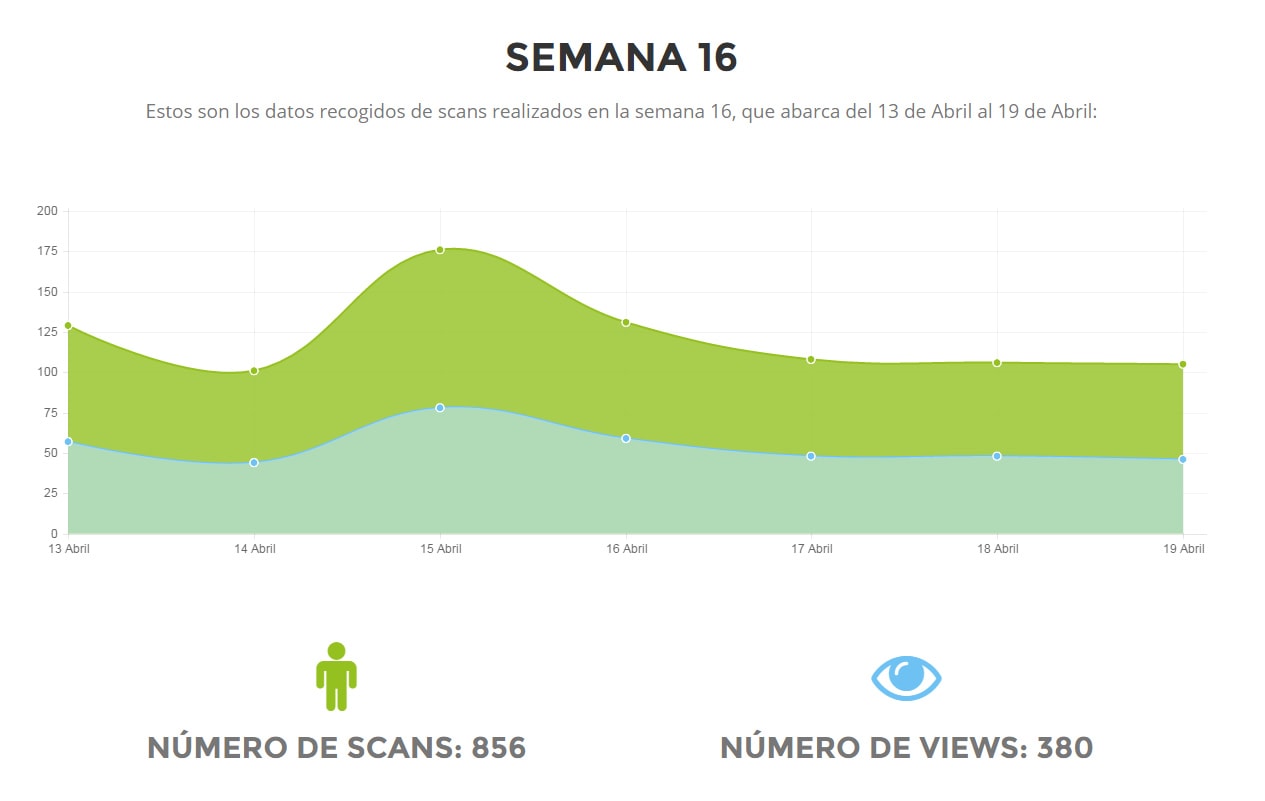 SEMANA 16
Estos son los datos recogidos de scans realizados en la semana 16, que abarca del 13 de Abril al 19 de Abril:
200
175
150
125
100
75
50
25
0
13 Abril 14 Abril 15 Abril 16 Abril 17 Abril 18 Abril 19 Abril
NÚMERO DE SCANS: 856 NÚMERO DE VIEWS: 380